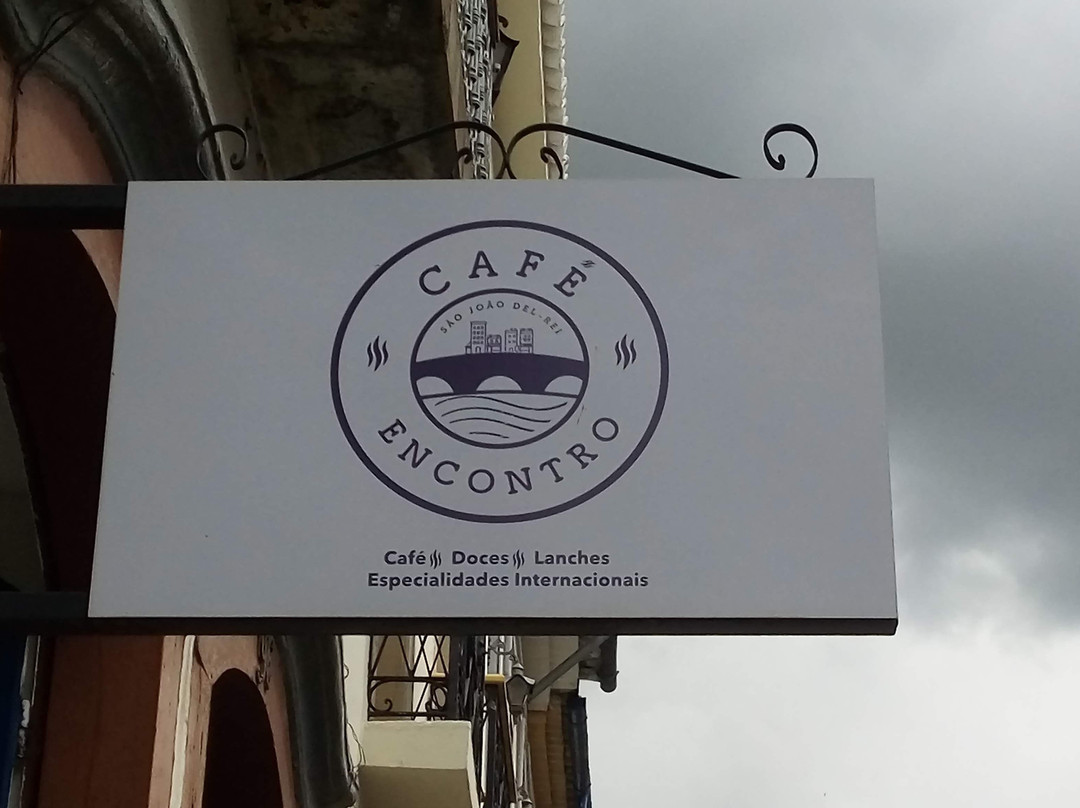 CAFÉ
SÃO JOÃO DEL-REI
ENCONTRO
Café Doces Lanches
Especialidades Internacionais